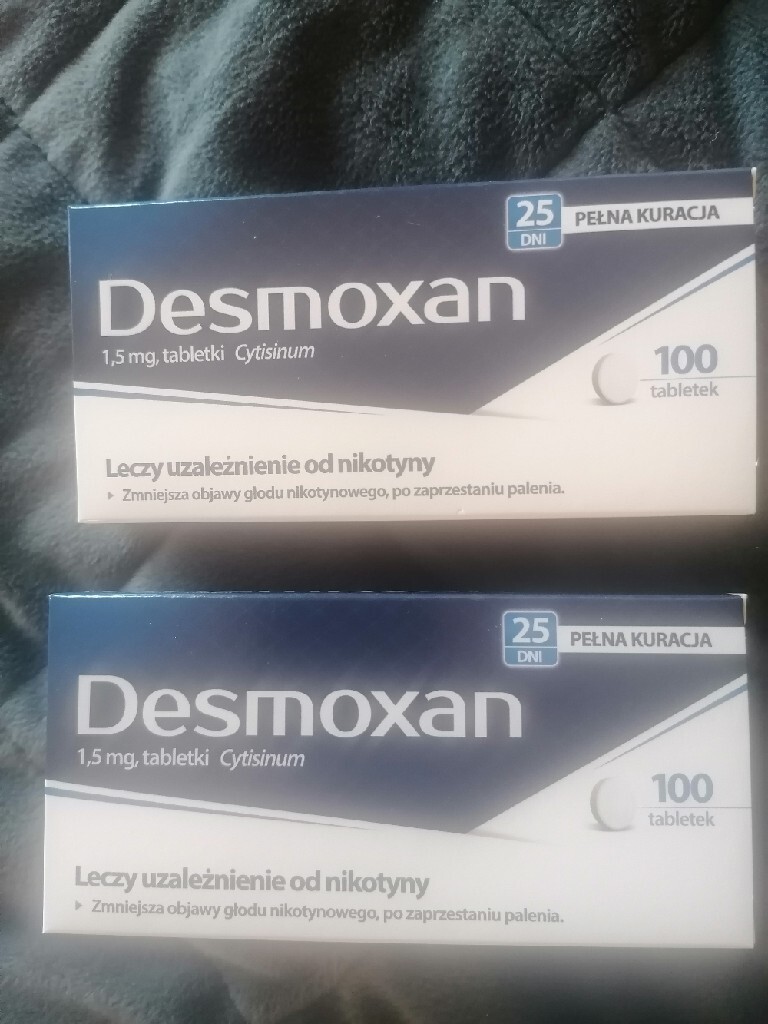 25 DNI PEŁNA KURACJA
Desmoxan
1,5 mg, tabletki Cytisinum
100
tabletek
Leczy uzależnienie od nikotyny
Zmniejsza objawy głodu nikotynowego, po zaprzestaniu palenia.
25 DNI PEŁNA KURACJA
Desmoxan
1,5 mg, tabletki Cytisinum
100
tabletek
Leczy uzależnienie od nikotyny
Zmniejsza objawy głodu nikotynowego, po zaprzestaniu palenia.